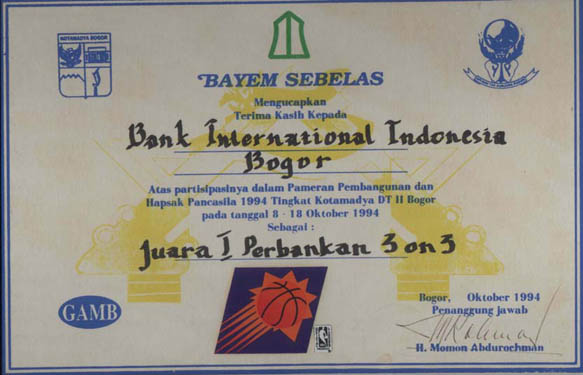 KOTAMADYA BOGOR
BAYEM SEBELAS
Mengucapkan
Terima Kasih Kepada
Bank International Indonesia
Bogor
Atas partisipasinya dalam Pameran Pembangunan dan
Hapsak Pancasila 1994 Tingkat Kotamadya DT II Bogor
pada tanggal 8 - 18 Oktober 1994
Sebagai :
Juara I Perbankan 3 on 3
GAMB
NBA
Bogor, Oktober 1994
Penanggung jawab
H. Momon Abdurochman